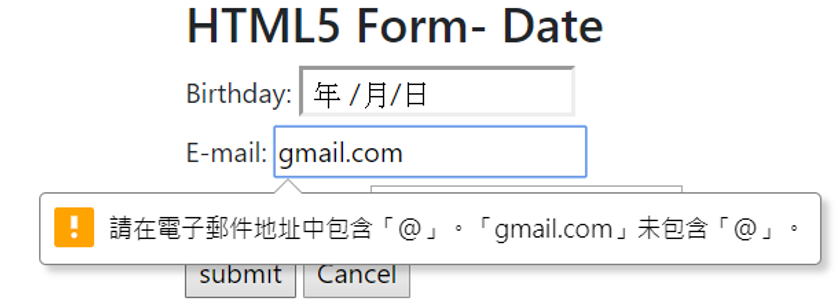 HTML5 Form- Date
Birthday: 年 /月/日
E-mail: gmail.com
請在電子郵件地址中包含「@」。「gmail.com」未包含「@」。
submit Cancel